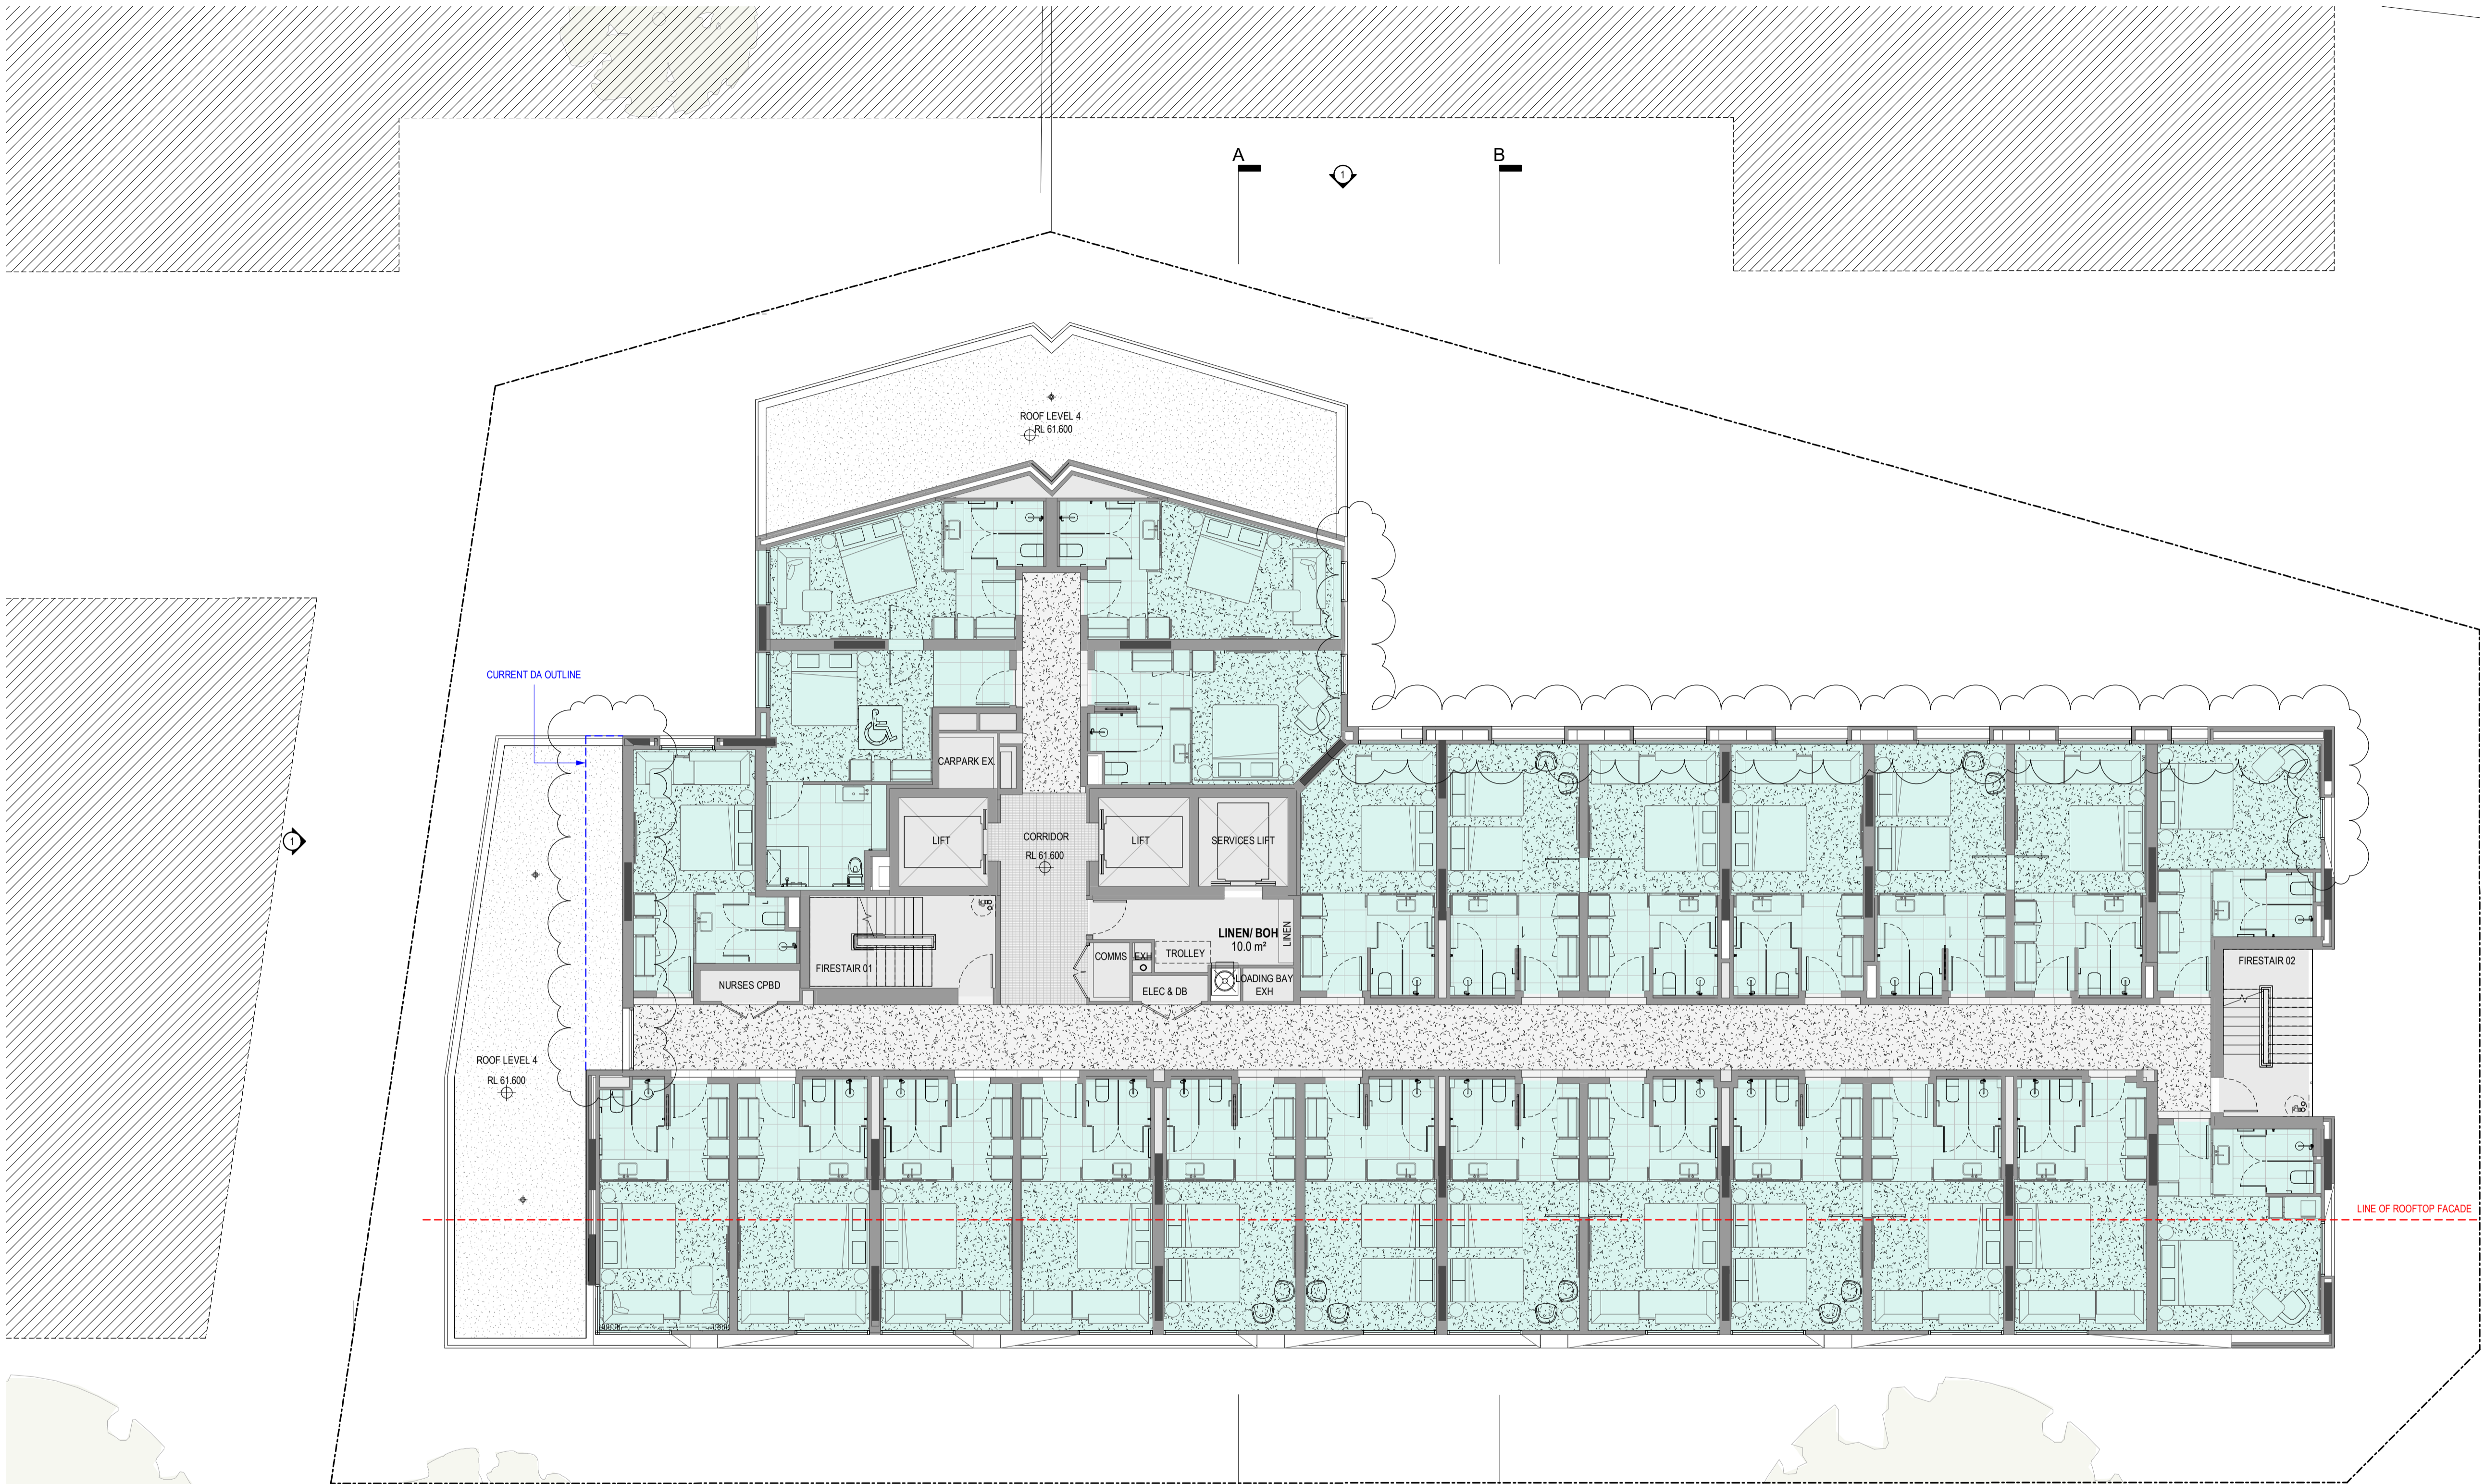 A
B
1
ROOF LEVEL 4
RL 61.600
CURRENT DA OUTLINE
CARPARK EX.
LIFT
CORRIDOR
RL 61.600
LIFT
SERVICES LIFT
1
LINEN/ BOH
10.0 m²
LINEN
COMMS
EXH
TROLLEY
FIRESTAIR 01
NURSES CPBD
ELEC & DB
LOADING BAY
EXH
FIRESTAIR 02
ROOF LEVEL 4
RL 61.600
LINE OF ROOFTOP FACADE